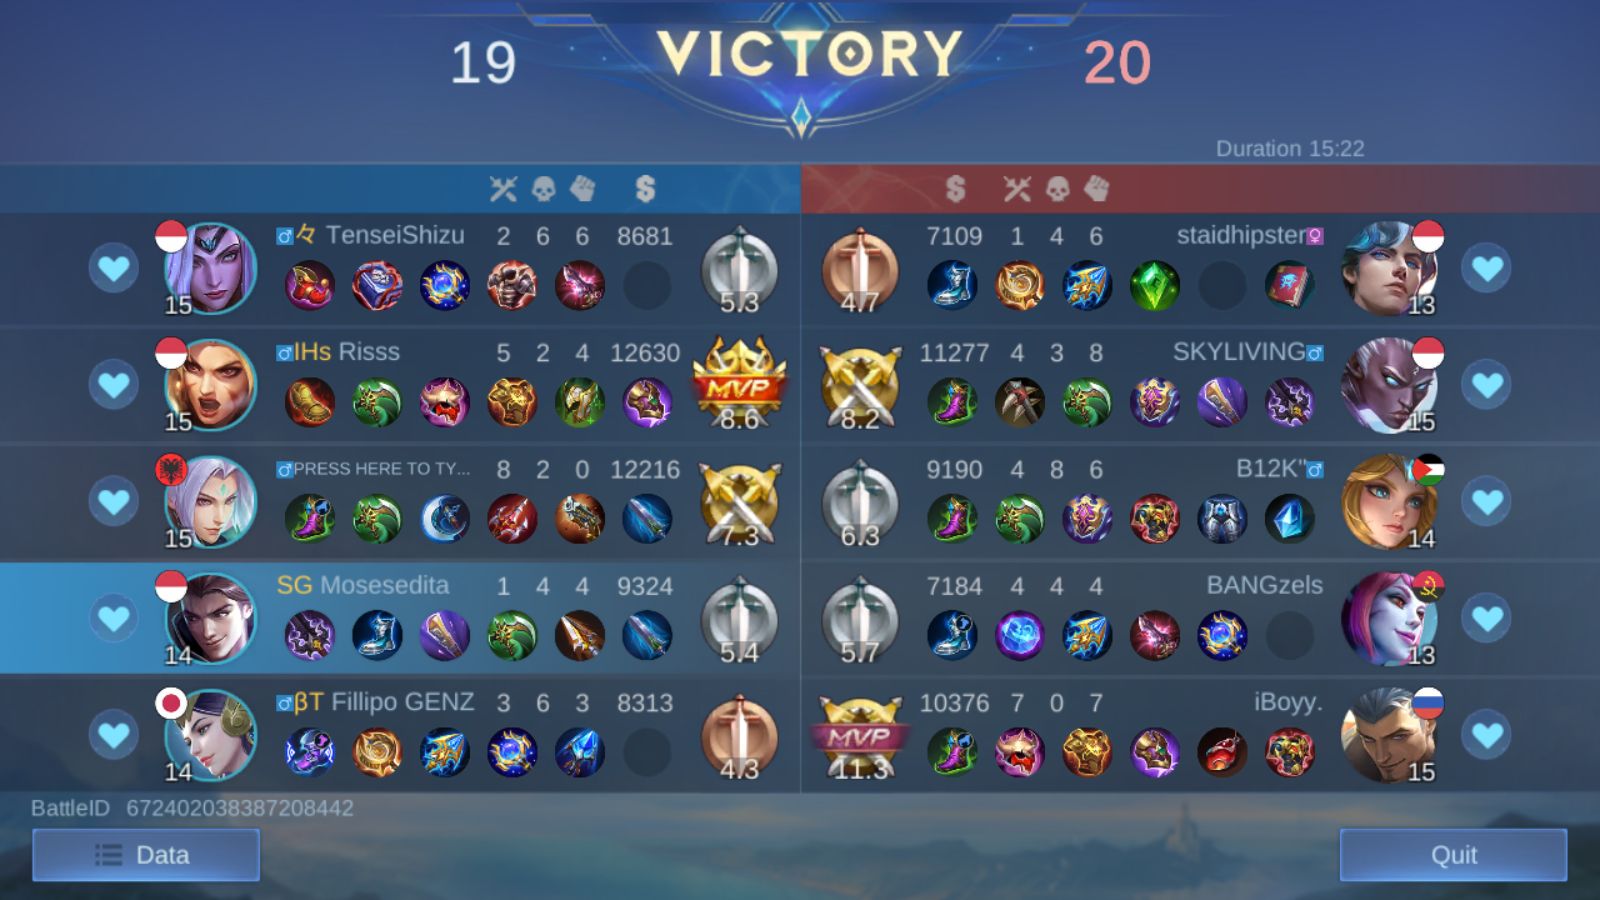 19 VICTORY 20
Duration 15:22
♂々 TenseiShizu 2 6 6 8681
15 5.3
4.7 7109 1 4 6 staidhipster♀
13
♂IHs Risss 5 2 4 12630
15 MVP 8.6
8.2 11277 4 3 8 SKYLIVING♂
15
♂PRESS HERE TO TY... 8 2 0 12216
15 7.3
6.3 9190 4 8 6 B12K"♂
14
SG Mosesedita 1 4 4 9324
14 5.4
5.7 7184 4 4 4 BANGzels
13
♂βT Fillipo GENZ 3 6 3 8313
14 4.3
MVP 11.3 10376 7 0 7 iBoyy.
15
BattleID 672402038387208442
Data
Quit